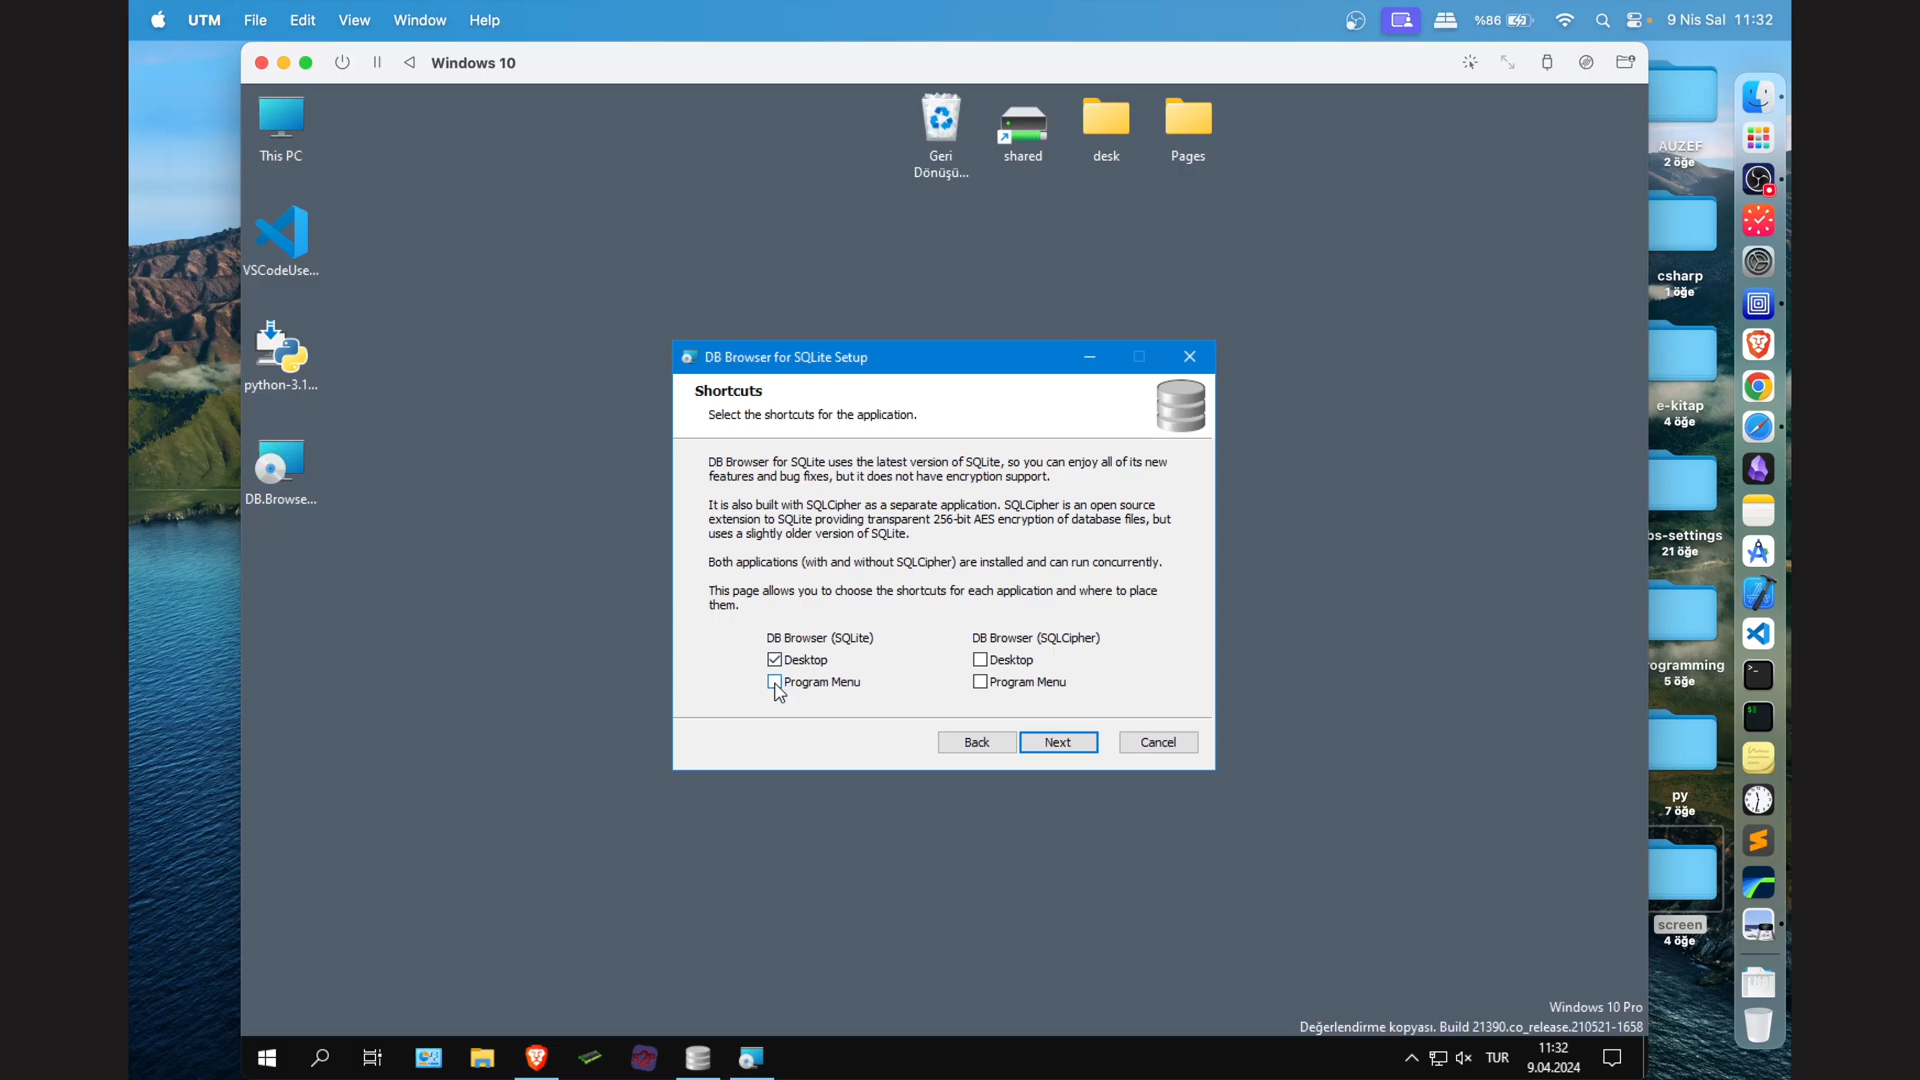 UTM File Edit View Window Help
%86
9 Nis Sal 11:32
Windows 10
This PC
Geri
Dönüşü...
shared
desk
Pages
VSCodeUse...
python-3.1...
DB.Browse...
DB Browser for SQLite Setup
Shortcuts
Select the shortcuts for the application.
DB Browser for SQLite uses the latest version of SQLite, so you can enjoy all of its new
features and bug fixes, but it does not have encryption support.
It is also built with SQLCipher as a separate application. SQLCipher is an open source
extension to SQLite providing transparent 256-bit AES encryption of database files, but
uses a slightly older version of SQLite.
Both applications (with and without SQLCipher) are installed and can run concurrently.
This page allows you to choose the shortcuts for each application and where to place
them.
DB Browser (SQLite)
DB Browser (SQLCipher)
Desktop
Desktop
Program Menu
Program Menu
Back
Next
Cancel
AUZEF
2 öğe
csharp
1 öğe
e-kitap
4 öğe
bs-settings
21 öğe
rogramming
5 öğe
py
7 öğe
screen
4 öğe
Windows 10 Pro
Değerlendirme kopyası. Build 21390.co_release.210521-1658
TUR
11:32
9.04.2024